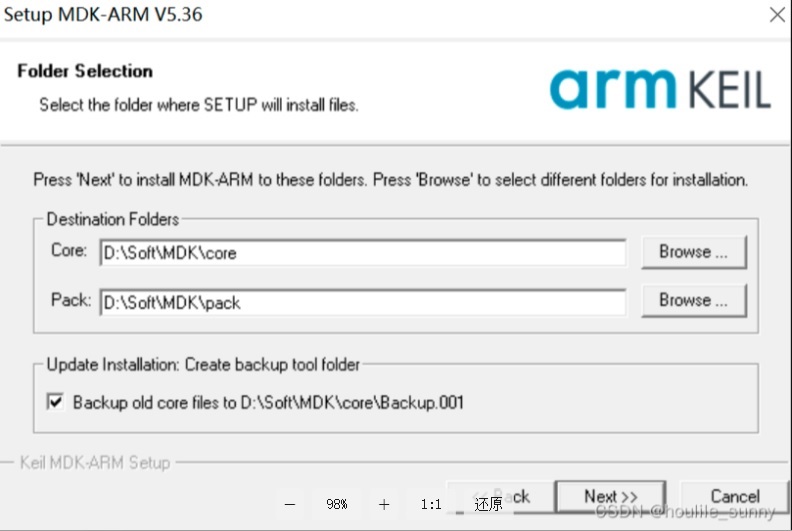 Setup MDK-ARM V5.36
Folder Selection
Select the folder where SETUP will install files.
arm KEIL
Press 'Next' to install MDK-ARM to these folders. Press 'Browse' to select different folders for installation.
Destination Folders
Core: D:\Soft\MDK\core Browse ...
Pack: D:\Soft\MDK\pack Browse ...
Update Installation: Create backup tool folder
Backup old core files to D:\Soft\MDK\core\Backup.001
Keil MDK-ARM Setup
<< Back Next >> Cancel
− 98% + 1:1 还原
CSDN @houlile_sunny